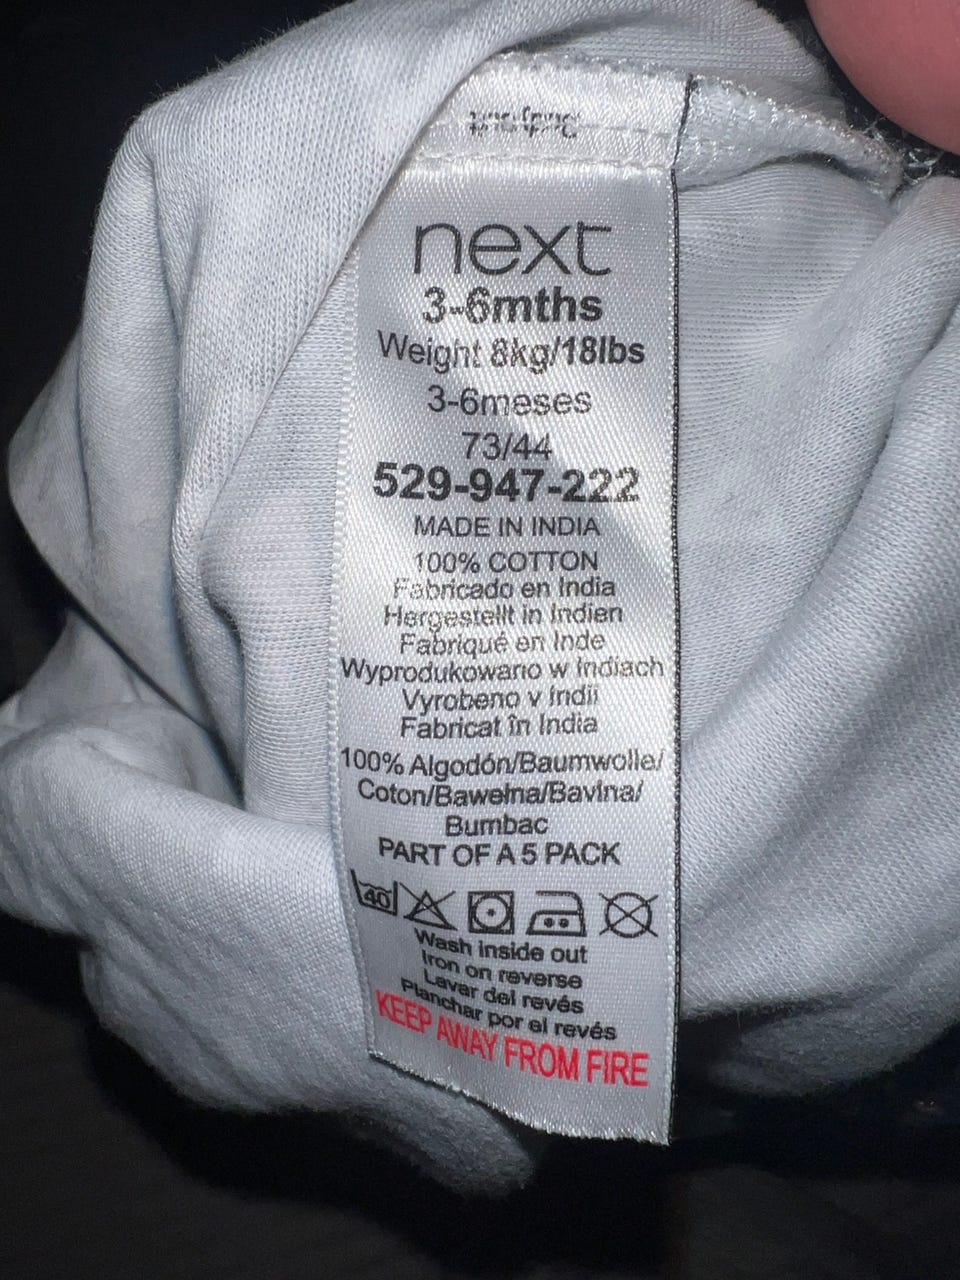 next
3-6mths
Weight 8kg/18lbs
3-6meses
73/44
529-947-222
MADE IN INDIA
100% COTTON
Fabricado en India
Hergestellt in Indien
Fabriqué en Inde
Wyprodukowano w Indiach
Vyrobeno v Indii
Fabricat în India
100% Algodón/Baumwolle/
Coton/Bawełna/Bavlna/
Bumbac
PART OF A 5 PACK
40
Wash inside out
Iron on reverse
Lavar del revés
Planchar por el revés
KEEP AWAY FROM FIRE